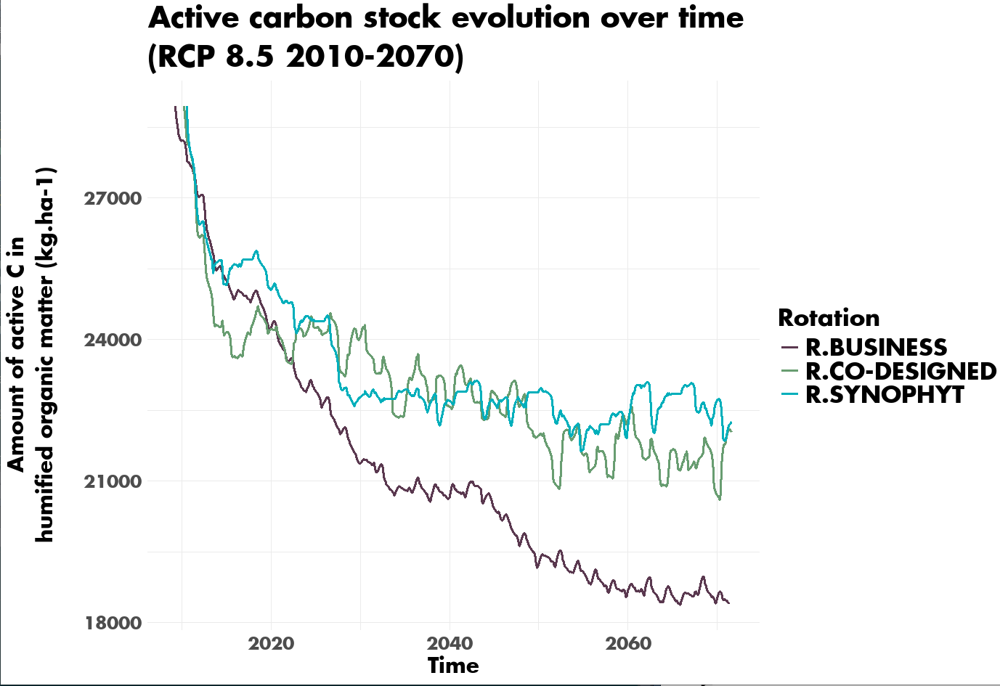 Active carbon stock evolution over time
(RCP 8.5 2010-2070)
Amount of active C in
humified organic matter (kg.ha-1)
27000
24000
21000
18000
2020
2040
2060
Time
Rotation
R.BUSINESS
R.CO-DESIGNED
R.SYNOPHYT